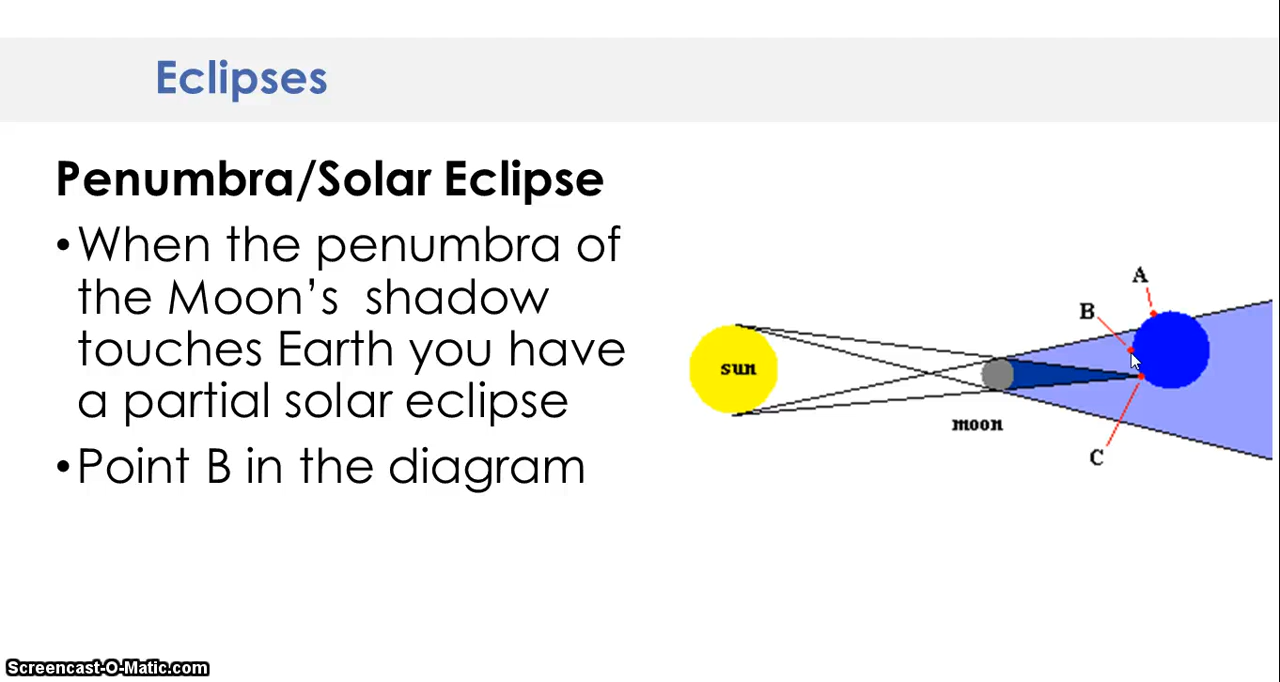 Eclipses
Penumbra/Solar Eclipse
•When the penumbra of
the Moon’s  shadow
touches Earth you have
a partial solar eclipse
•Point B in the diagram
A
B
sun
moon
C
Screencast-O-Matic.com